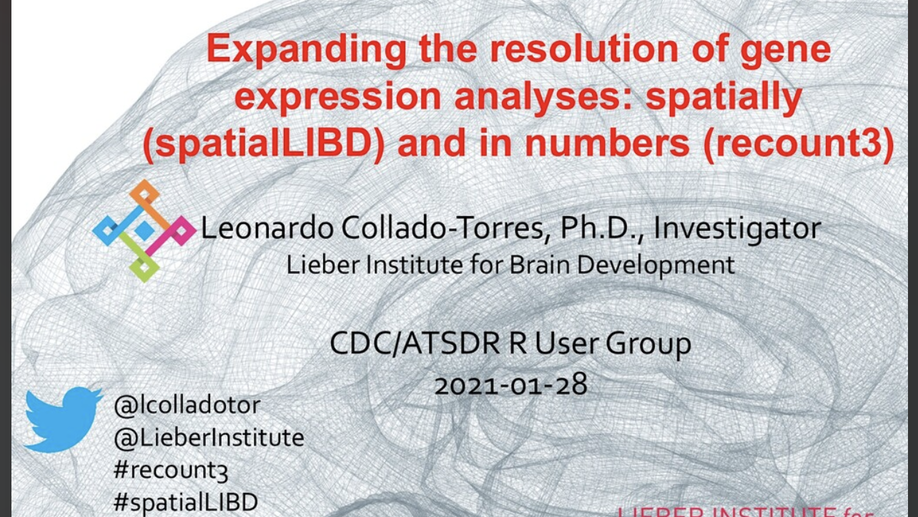 Expanding the resolution of gene
expression analyses: spatially
(spatialLIBD) and in numbers (recount3)
Leonardo Collado-Torres, Ph.D., Investigator
Lieber Institute for Brain Development
CDC/ATSDR R User Group
2021-01-28
@lcolladotor
@LieberInstitute
#recount3
#spatialLIBD
LIEBER INSTITUTE for